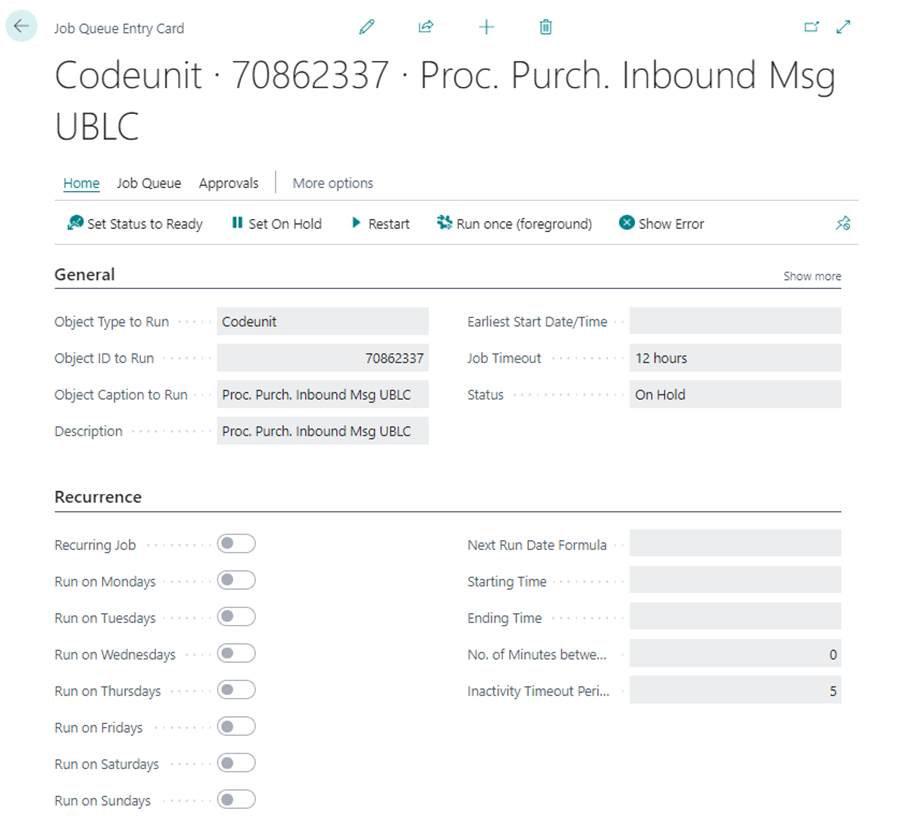 Job Queue Entry Card
Codeunit · 70862337 · Proc. Purch. Inbound Msg
UBLC
Home Job Queue Approvals More options
Set Status to Ready Set On Hold Restart Run once (foreground) Show Error
General Show more
Object Type to Run Codeunit Earliest Start Date/Time
Object ID to Run 70862337 Job Timeout 12 hours
Object Caption to Run Proc. Purch. Inbound Msg UBLC Status On Hold
Description Proc. Purch. Inbound Msg UBLC
Recurrence
Recurring Job Next Run Date Formula
Run on Mondays Starting Time
Run on Tuesdays Ending Time
Run on Wednesdays No. of Minutes betwe... 0
Run on Thursdays Inactivity Timeout Peri... 5
Run on Fridays
Run on Saturdays
Run on Sundays